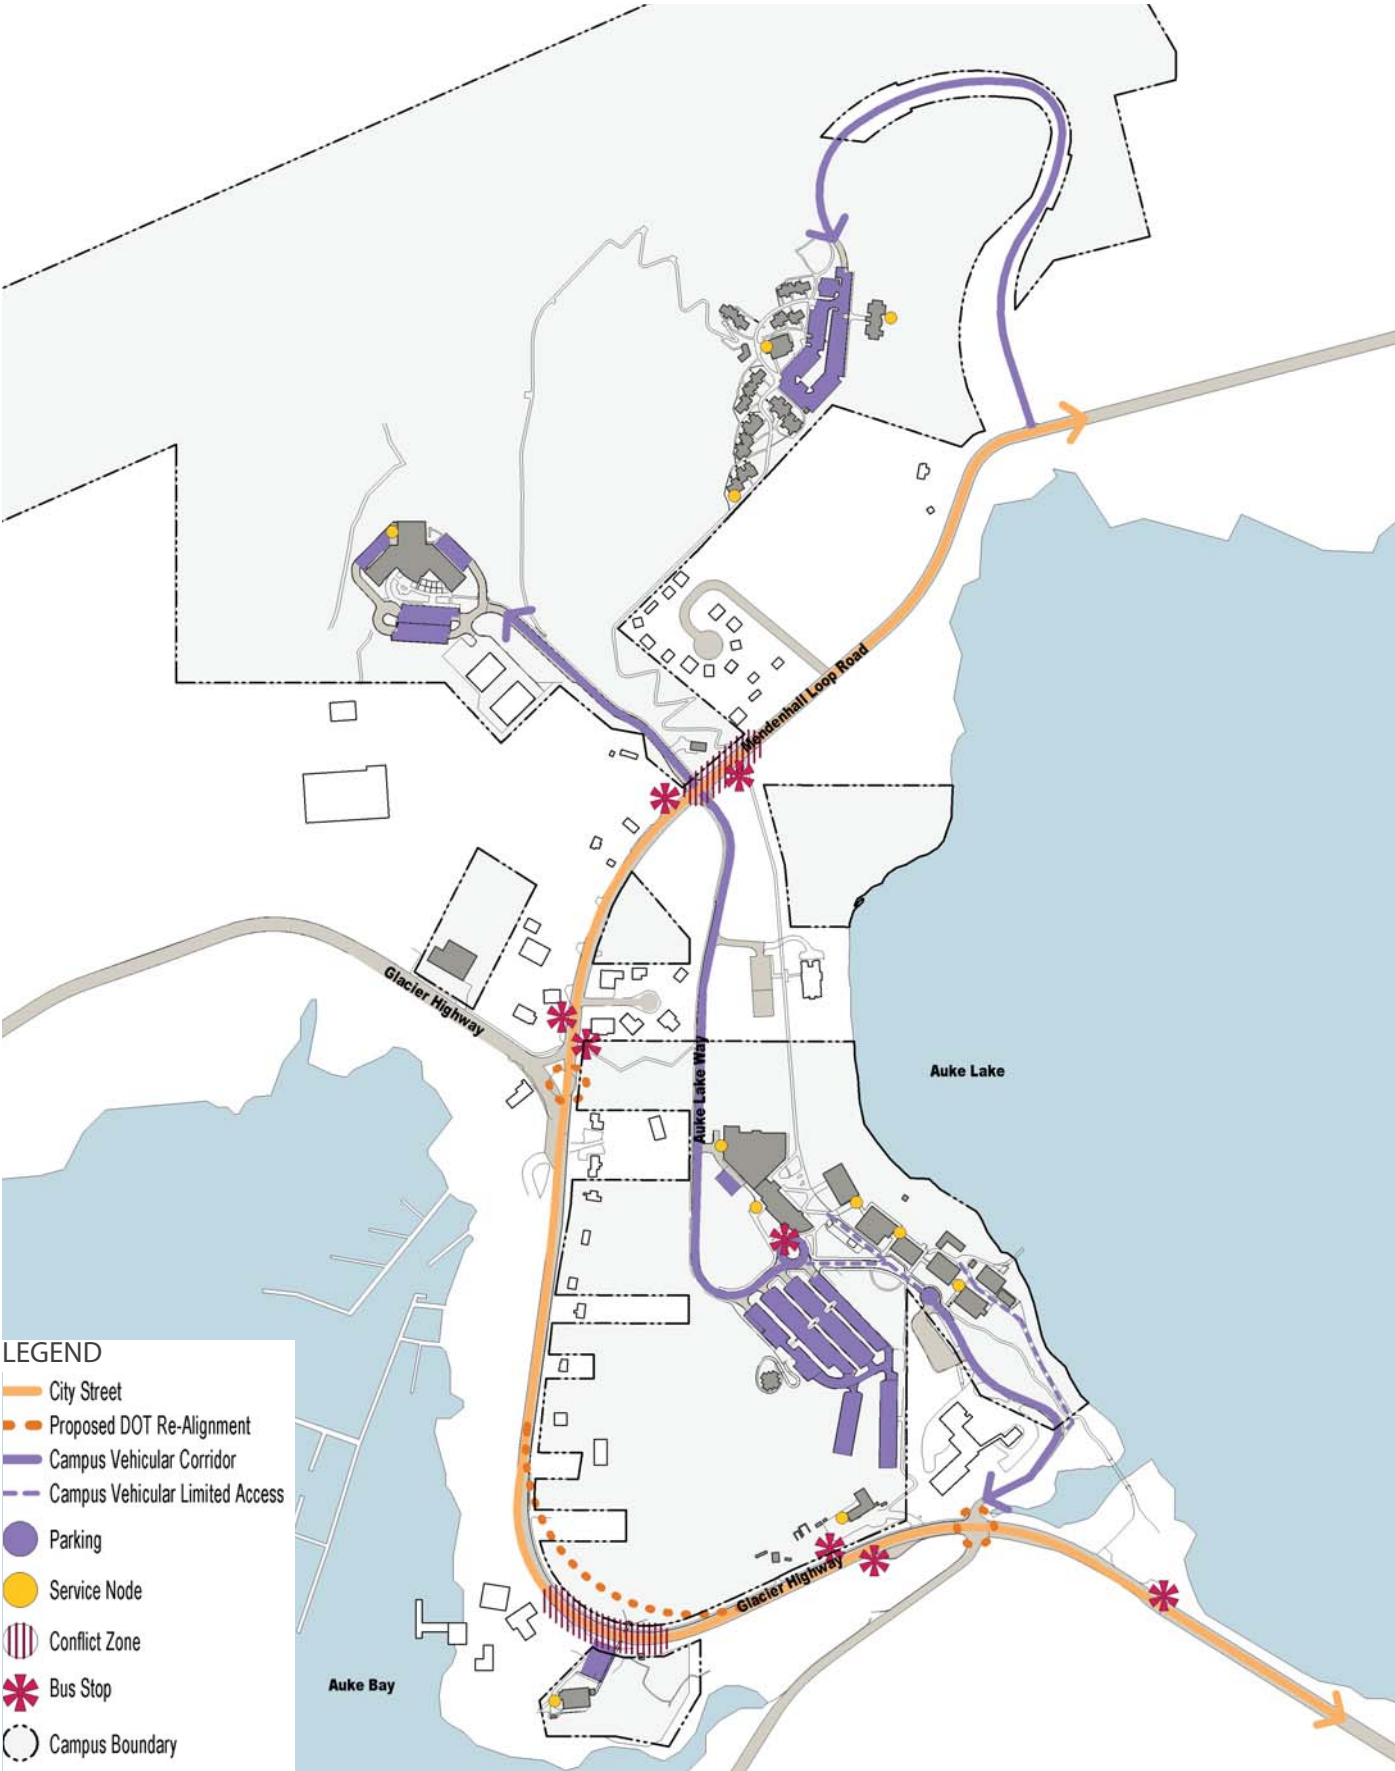 Mendenhall Loop Road
Glacier Highway
Auke Lake
Auke Lake Way
Glacier Highway
Auke Bay
LEGEND
City Street
Proposed DOT Re-Alignment
Campus Vehicular Corridor
Campus Vehicular Limited Access
Parking
Service Node
Conflict Zone
Bus Stop
Campus Boundary